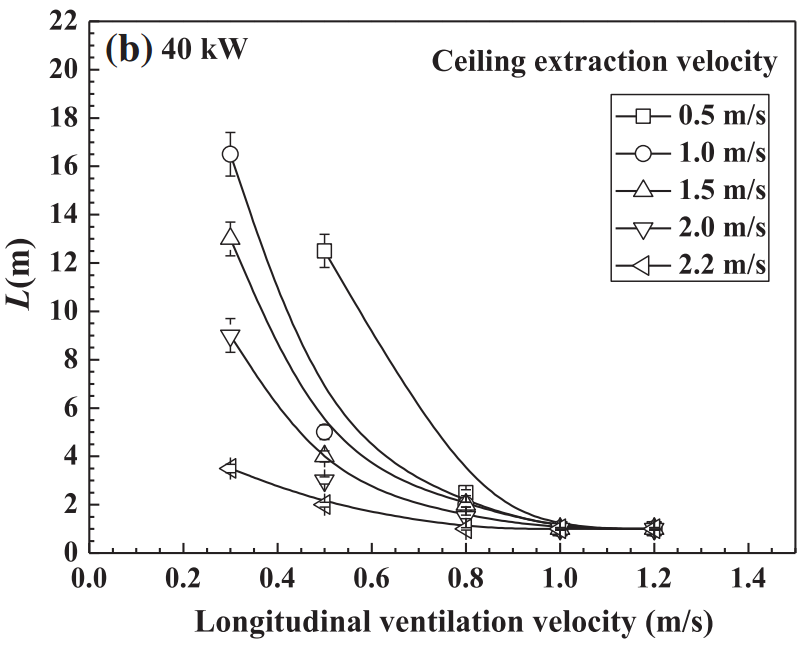 (b) 40 kW
Ceiling extraction velocity
0.5 m/s
1.0 m/s
1.5 m/s
2.0 m/s
2.2 m/s
22
20
18
16
14
12
10
8
6
4
2
0
L(m)
0.0 0.2 0.4 0.6 0.8 1.0 1.2 1.4
Longitudinal ventilation velocity (m/s)